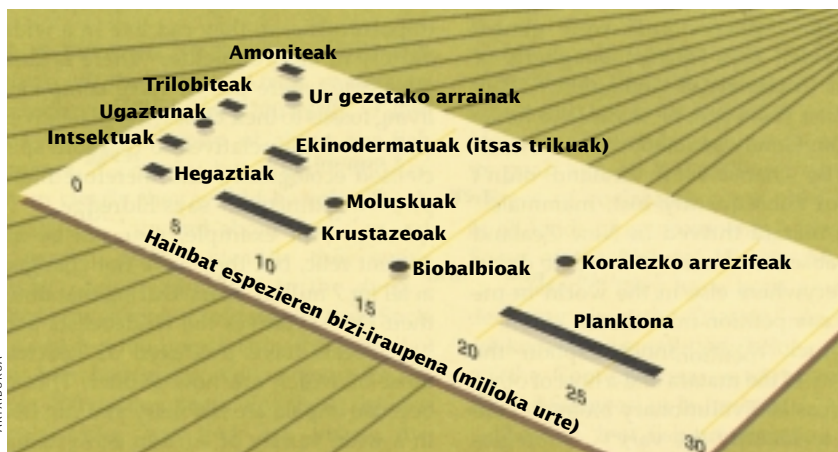 Amoniteak
Trilobiteak
Ur gezetako arrainak
Ugaztunak
Intsektuak
Ekinodermatuak (itsas trikuak)
Hegaztiak
Moluskuak
Krustazeoak
Biobalbioak
Koralezko arrezifeak
Planktona
0
5
10
15
20
25
30
Hainbat espezieren bizi-iraupena (milioka urte)